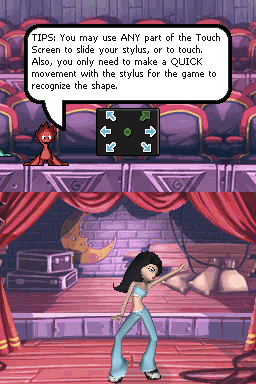 TIPS: You may use ANY part of the Touch
Screen to slide your stylus, or to touch.
Also, you only need to make a QUICK
movement with the stylus for the game to
recognize the shape.